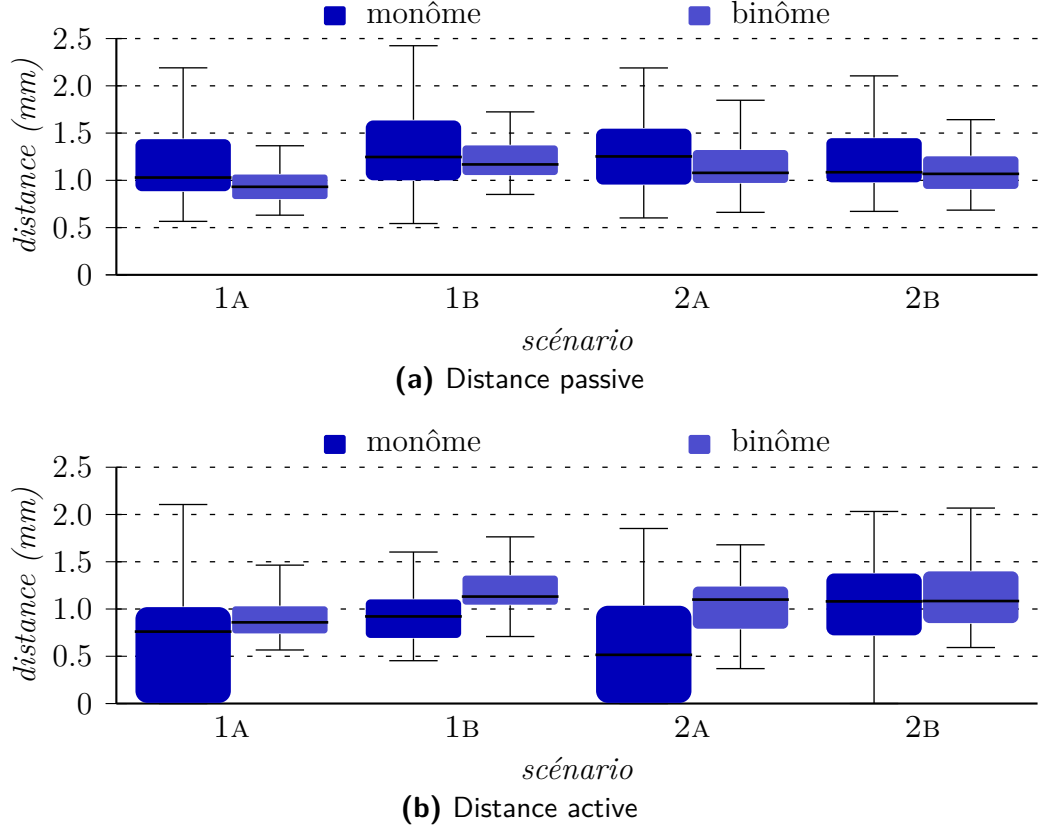 monôme binôme
2.5
2.0
1.5
1.0
0.5
0
distance (mm)
1A 1B 2A 2B
scénario
(a) Distance passive
monôme binôme
2.5
2.0
1.5
1.0
0.5
0
distance (mm)
1A 1B 2A 2B
scénario
(b) Distance active